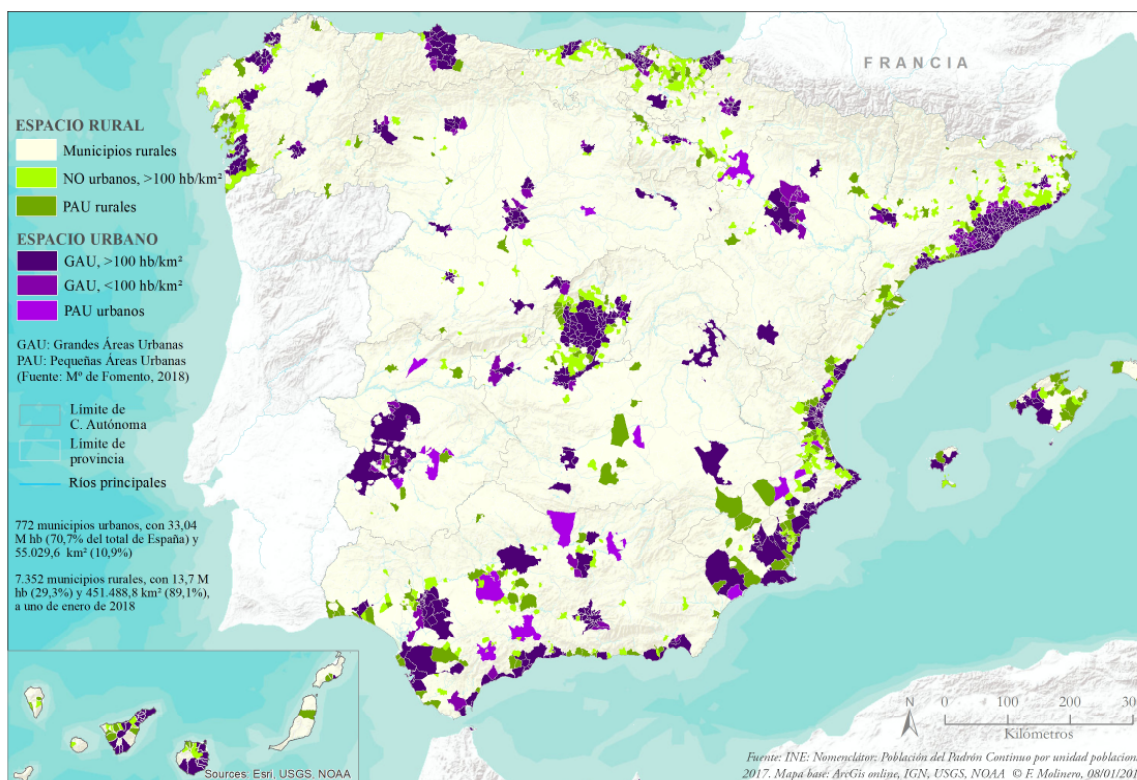 FRANCIA
ESPACIO RURAL
Municipios rurales
NO urbanos, >100 hb/km²
PAU rurales
ESPACIO URBANO
GAU, >100 hb/km²
GAU, <100 hb/km²
PAU urbanos
GAU: Grandes Áreas Urbanas
PAU: Pequeñas Áreas Urbanas
(Fuente: Mº de Fomento, 2018)
Límite de
C. Autónoma
Límite de
provincia
Ríos principales
772 municipios urbanos, con 33,04
M hb (70,7% del total de España) y
55.029,6 km² (10,9%)
7.352 municipios rurales, con 13,7 M
hb (29,3%) y 451.488,8 km² (89,1%),
a uno de enero de 2018
Sources: Esri, USGS, NOAA
N
0 100 200 30
Kilómetros
Fuente: INE: Nomenclátor, Población del Padrón Continuo por unidad poblacion
2017. Mapa base: ArcGis online, IGN, USGS, NOAA © F. Molinero, 08/01/201